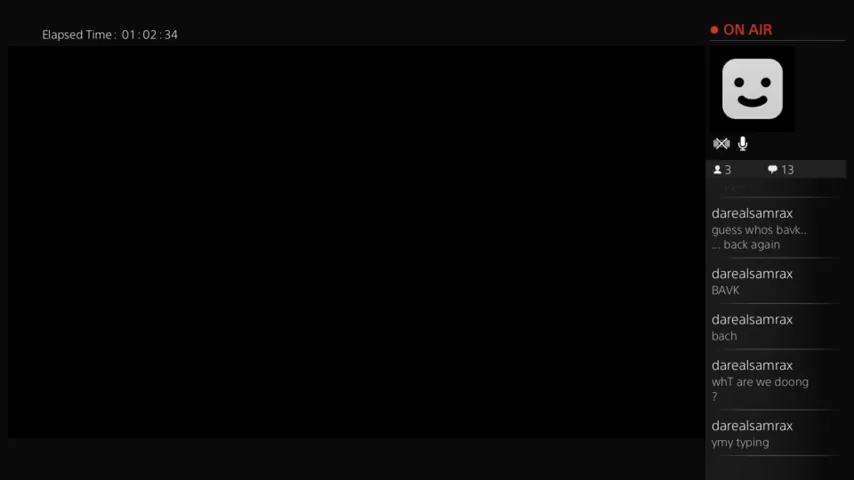 Elapsed Time: 01:02:34
ON AIR
3 13
darealsamrax
guess whos bavk..
... back again
darealsamrax
BAVK
darealsamrax
bach
darealsamrax
whT are we doong
?
darealsamrax
ymy typing